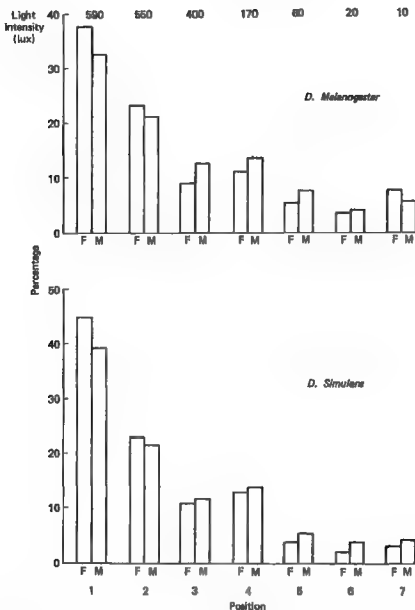 Light Intensity (lux) 590 550 400 170 60 20 10
40
D. Melanogaster
30
20
10
0
F M F M F M F M F M F M F M
Percentage
50
40
D. Simulans
30
20
10
0
F M F M F M F M F M F M F M
1 2 3 4 5 6 7
Position